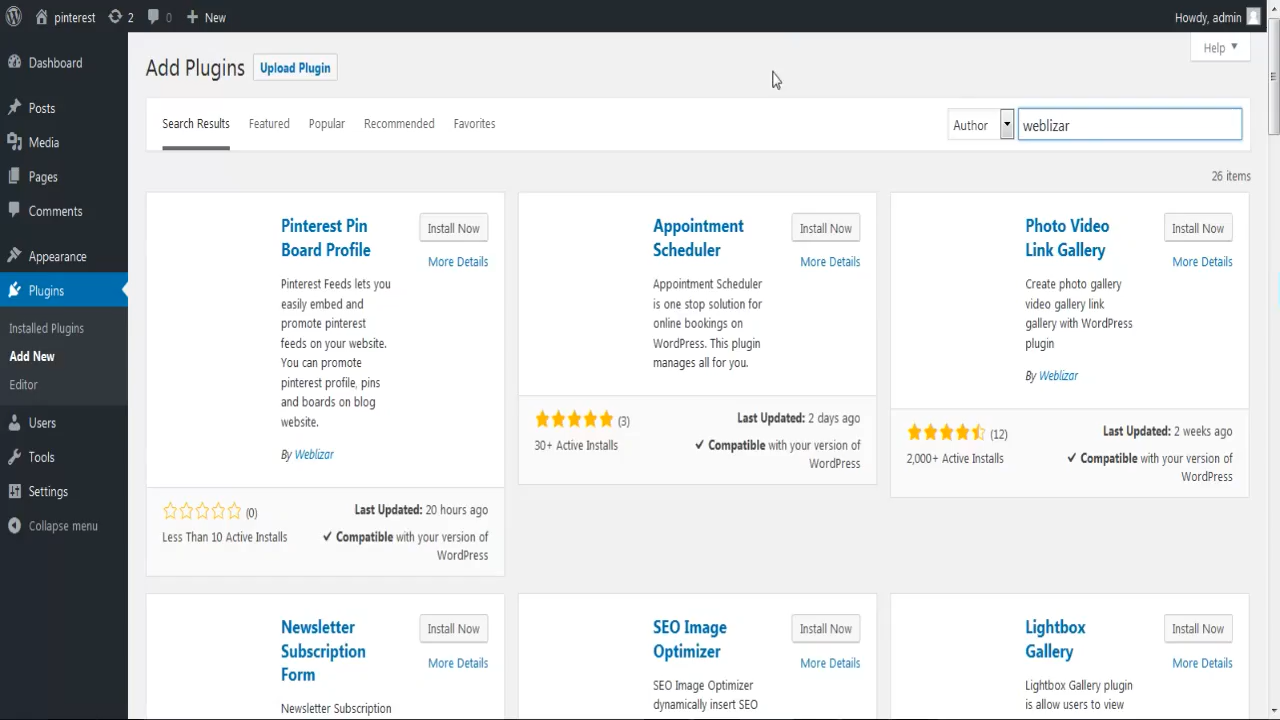 pinterest 2 0 New Howdy, admin
Help
Dashboard
Posts
Media
Pages
Comments
Appearance
Plugins
Installed Plugins
Add New
Editor
Users
Tools
Settings
Collapse menu
Add Plugins Upload Plugin
Search Results Featured Popular Recommended Favorites Author weblizar
26 items
Pinterest Pin
Board Profile
Install Now
More Details
Pinterest Feeds lets you
easily embed and
promote pinterest
feeds on your website.
You can promote
pinterest profile, pins
and boards on blog
website.
By Weblizar
(0)
Less Than 10 Active Installs
Last Updated: 20 hours ago
✔ Compatible with your version of
WordPress
Appointment
Scheduler
Install Now
More Details
Appointment Scheduler
is one stop solution for
online bookings on
WordPress. This plugin
manages all for you.
(3)
30+ Active Installs
Last Updated: 2 days ago
✔ Compatible with your version of
WordPress
Photo Video
Link Gallery
Install Now
More Details
Create photo gallery
video gallery link
gallery with WordPress
plugin
By Weblizar
(12)
2,000+ Active Installs
Last Updated: 2 weeks ago
✔ Compatible with your version of
WordPress
Newsletter
Subscription
Form
Install Now
More Details
Newsletter Subscription
SEO Image
Optimizer
Install Now
More Details
SEO Image Optimizer
dynamically insert SEO
Lightbox
Gallery
Install Now
More Details
Lightbox Gallery plugin
is allow users to view